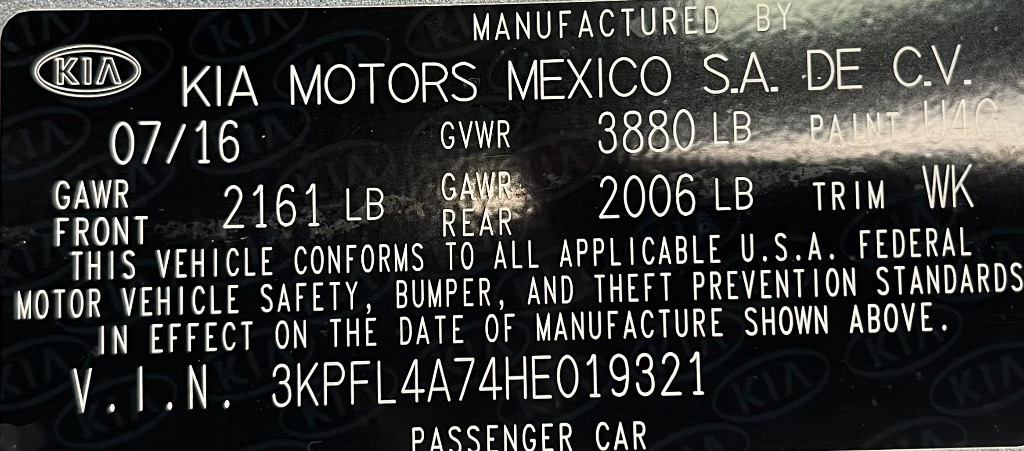 MANUFACTURED BY
KIA KIA MOTORS MEXICO S.A. DE C.V.
07/16 GVWR 3880 LB PAINT U4G
GAWR FRONT 2161 LB GAWR REAR 2006 LB TRIM WK
THIS VEHICLE CONFORMS TO ALL APPLICABLE U.S.A. FEDERAL
MOTOR VEHICLE SAFETY, BUMPER, AND THEFT PREVENTION STANDARDS
IN EFFECT ON THE DATE OF MANUFACTURE SHOWN ABOVE.
V.I.N. 3KPFL4A74HE019321
PASSENGER CAR